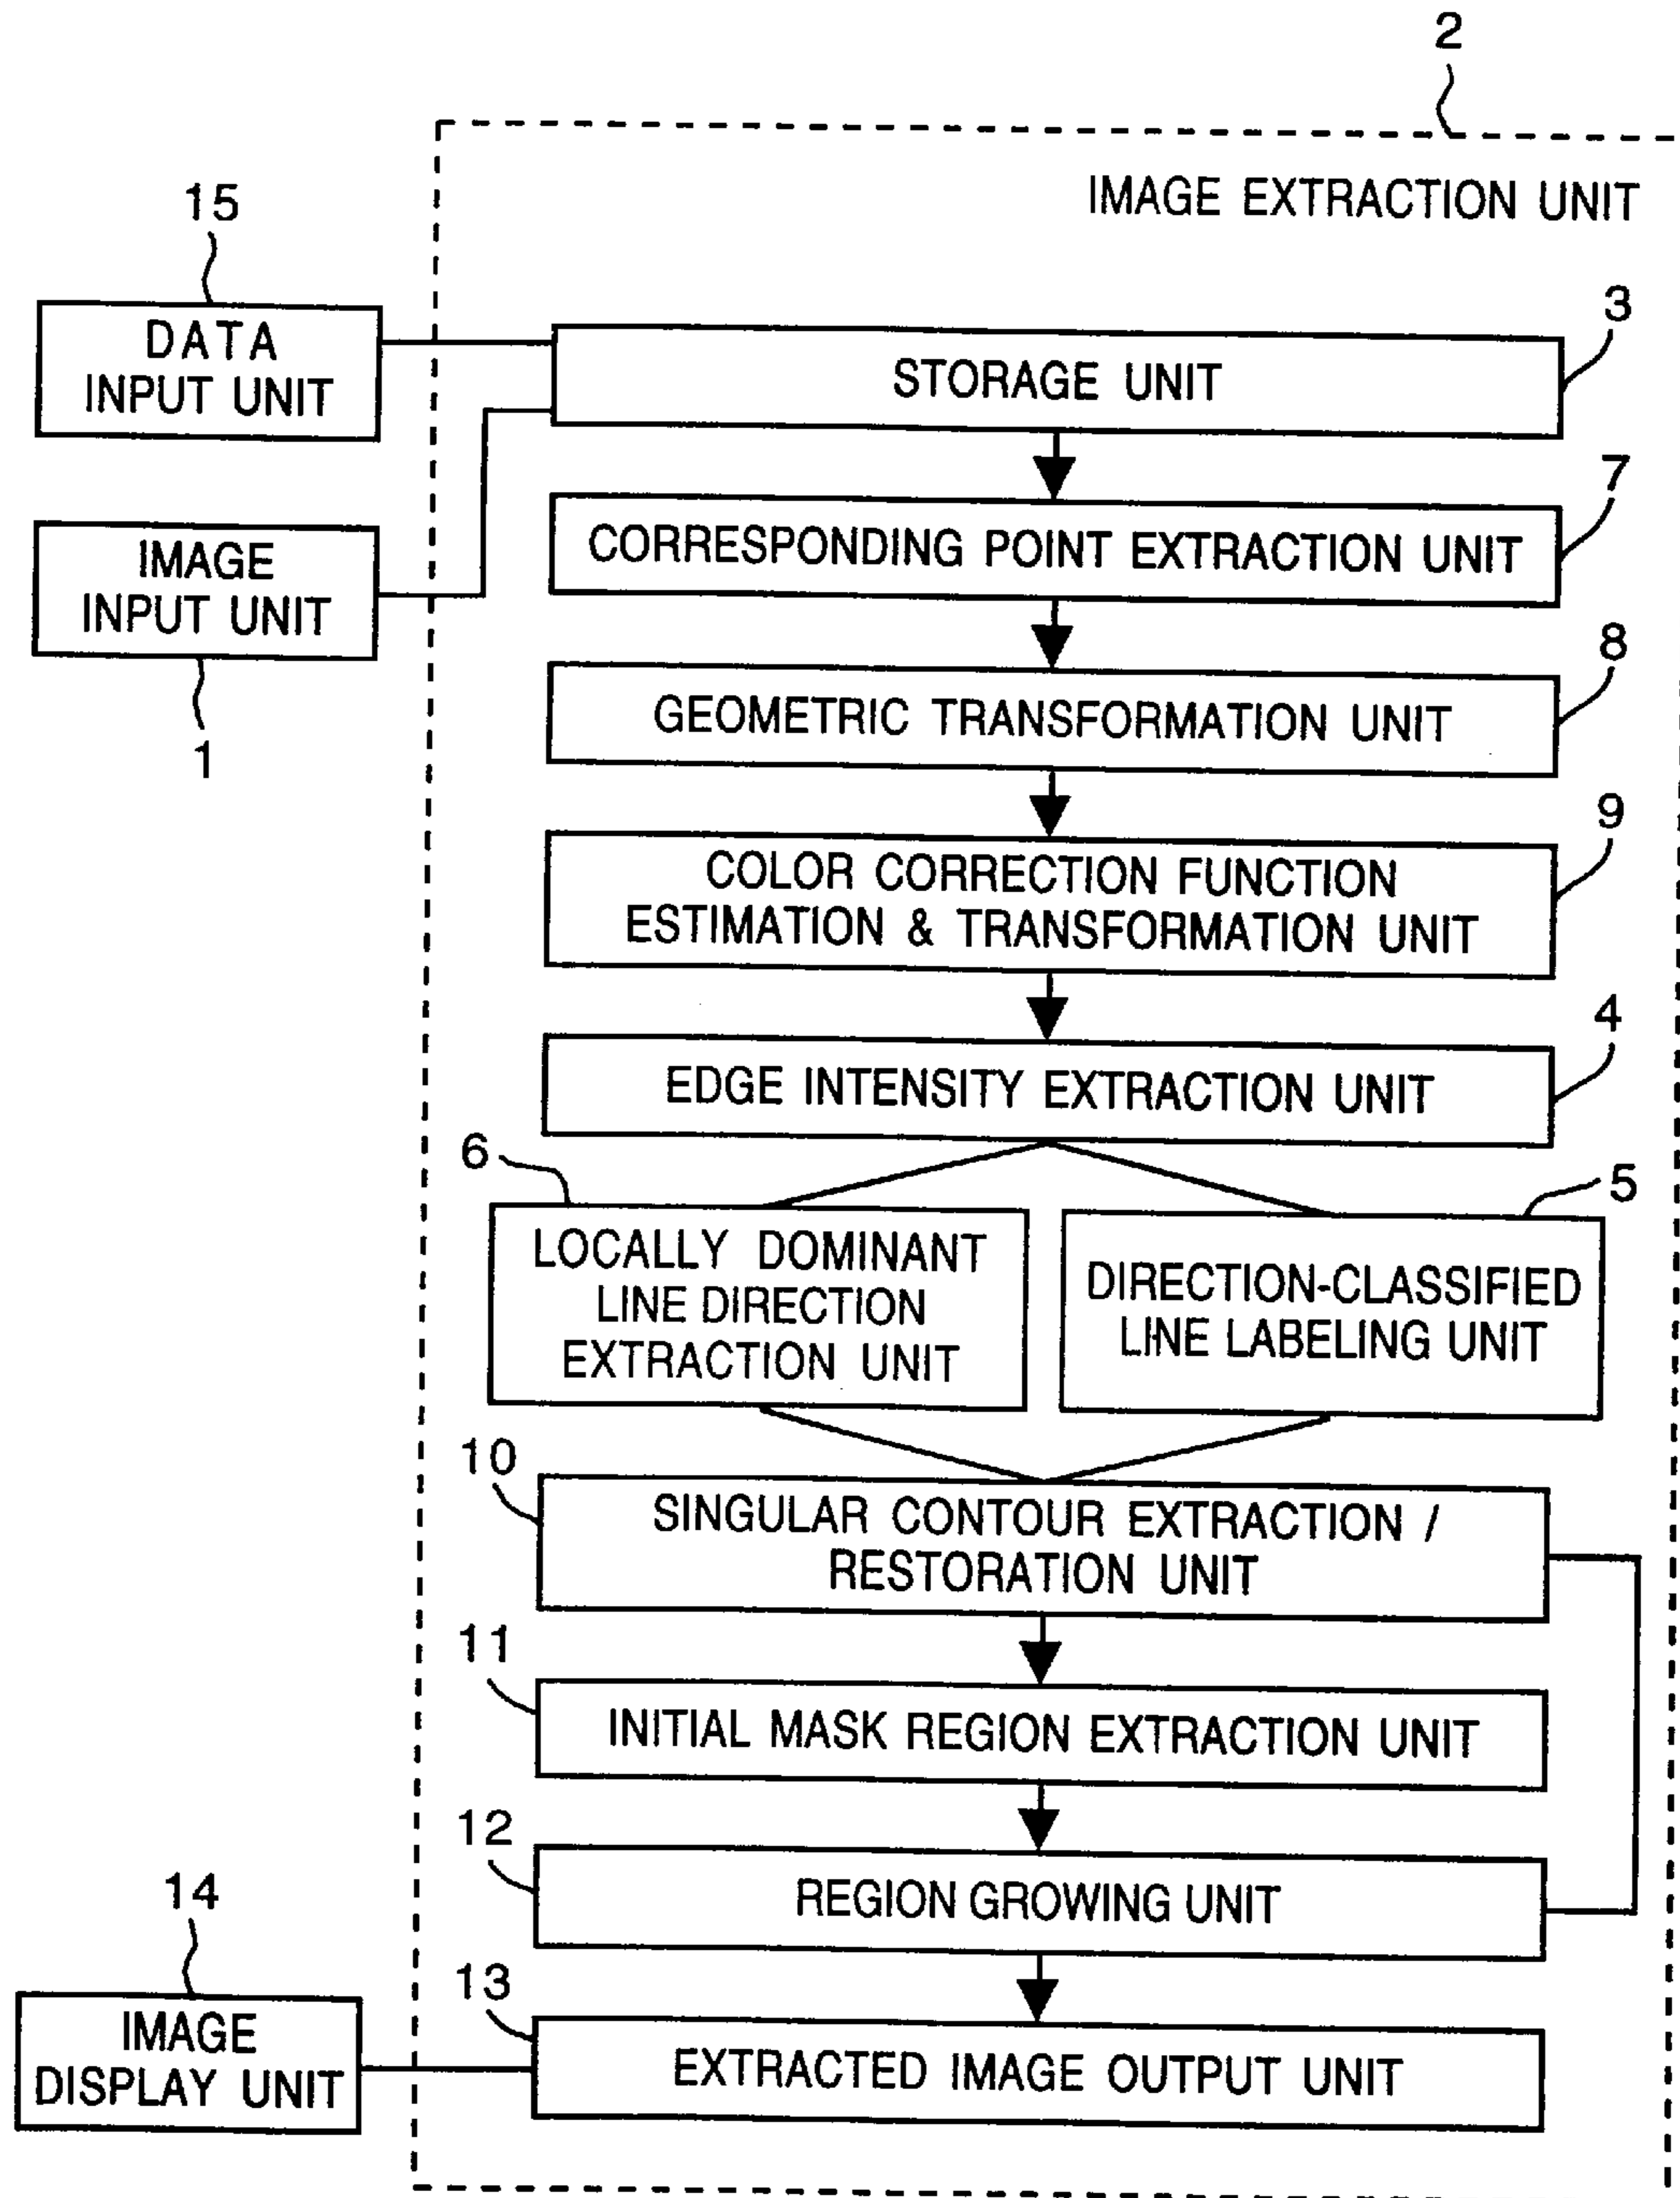 2
IMAGE EXTRACTION UNIT
15
DATA
INPUT UNIT
3
STORAGE UNIT
7
CORRESPONDING POINT EXTRACTION UNIT
IMAGE
INPUT UNIT
1
8
GEOMETRIC TRANSFORMATION UNIT
9
COLOR CORRECTION FUNCTION
ESTIMATION & TRANSFORMATION UNIT
4
EDGE INTENSITY EXTRACTION UNIT
6
LOCALLY DOMINANT
LINE DIRECTION
EXTRACTION UNIT
5
DIRECTION-CLASSIFIED
LINE LABELING UNIT
10
SINGULAR CONTOUR EXTRACTION /
RESTORATION UNIT
11
INITIAL MASK REGION EXTRACTION UNIT
12
REGION GROWING UNIT
14
IMAGE
DISPLAY UNIT
13
EXTRACTED IMAGE OUTPUT UNIT